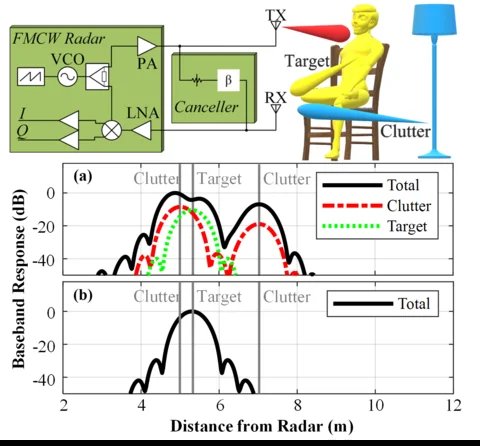 FMCW Radar
VCO
PA
TX
I
Q
LNA
β
Canceller
RX
Target
Clutter
(a)
Clutter
Target
Clutter
Total
Clutter
Target
0
-20
-40
Baseband Response (dB)
(b)
Clutter
Target
Clutter
Total
0
-20
-40
2
4
6
8
10
12
Distance from Radar (m)